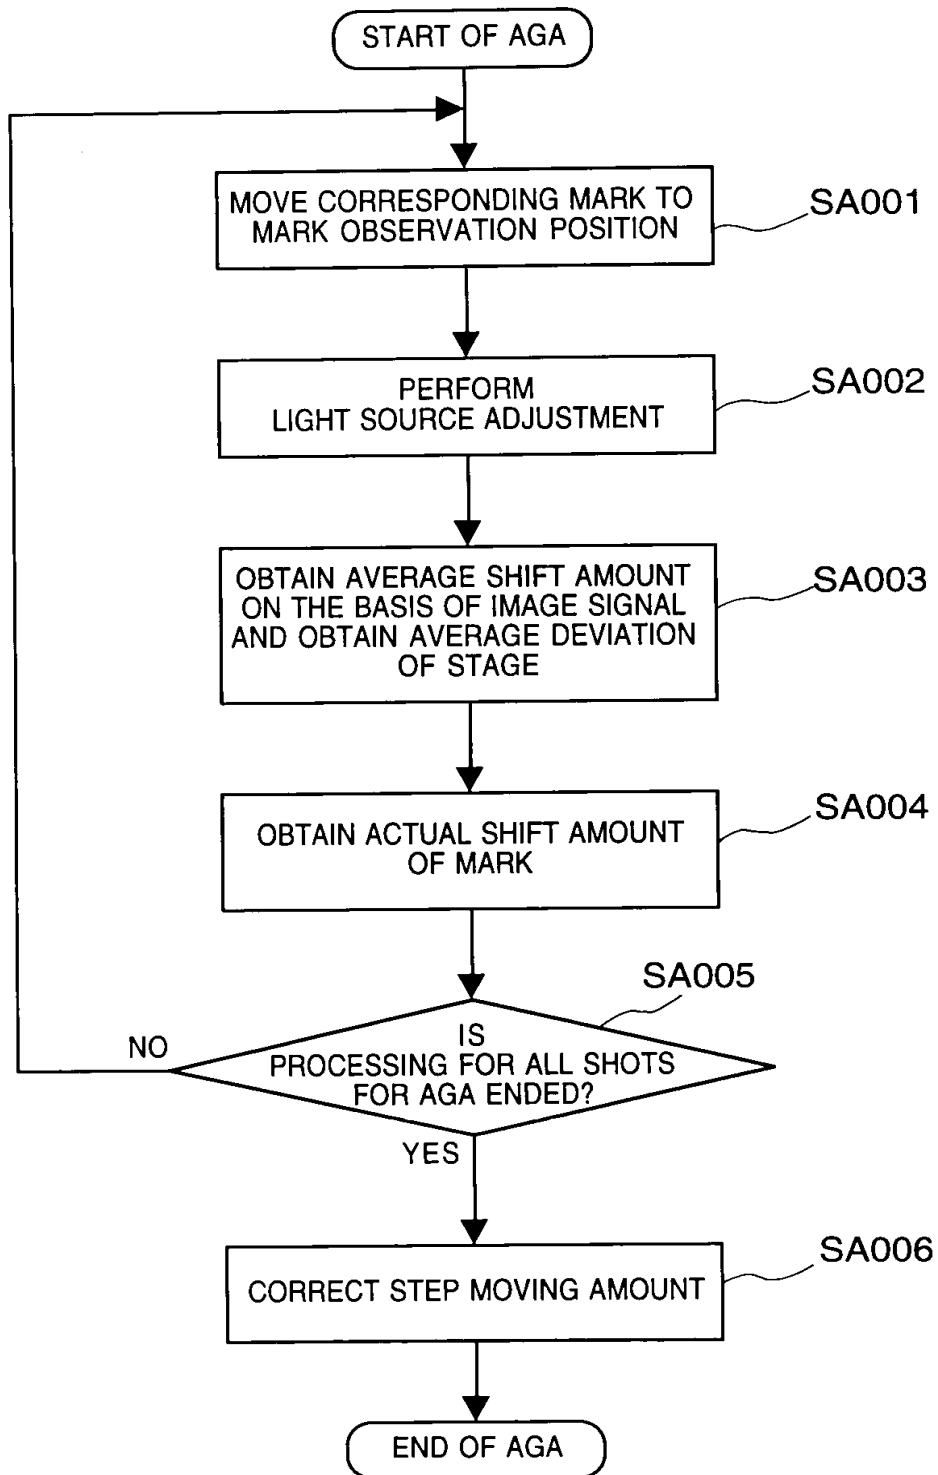 START OF AGA
MOVE CORRESPONDING MARK TO
MARK OBSERVATION POSITION
SA001
PERFORM
LIGHT SOURCE ADJUSTMENT
SA002
OBTAIN AVERAGE SHIFT AMOUNT
ON THE BASIS OF IMAGE SIGNAL
AND OBTAIN AVERAGE DEVIATION
OF STAGE
SA003
OBTAIN ACTUAL SHIFT AMOUNT
OF MARK
SA004
SA005
IS
PROCESSING FOR ALL SHOTS
FOR AGA ENDED?
NO
YES
CORRECT STEP MOVING AMOUNT
SA006
END OF AGA